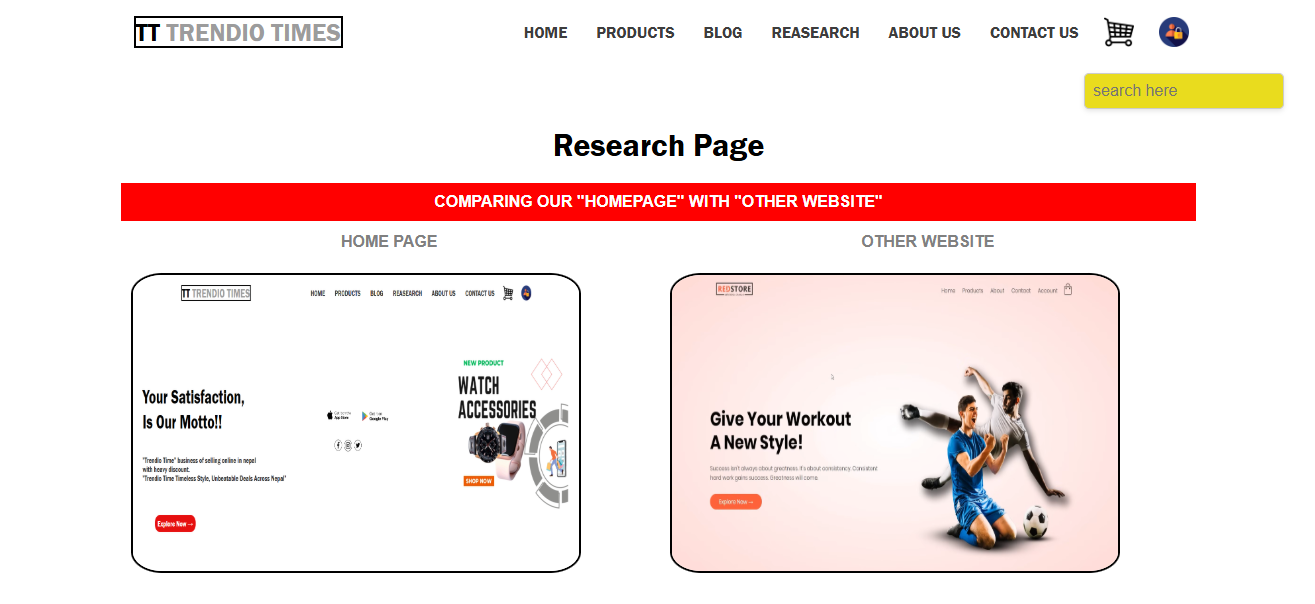 TT TRENDIO TIMES
HOME PRODUCTS BLOG REASEARCH ABOUT US CONTACT US
search here
Research Page
COMPARING OUR "HOMEPAGE" WITH "OTHER WEBSITE"
HOME PAGE
OTHER WEBSITE
TT TRENDIO TIMES
HOME PRODUCTS BLOG REASEARCH ABOUT US CONTACT US
NEW PRODUCT
WATCH
ACCESSORIES
SHOP NOW
Your Satisfaction,
Is Our Motto!!
App Store
Google Play
"Trendio Time" business of selling online in nepal
with heavy discount.
"Trendio Time Timeless Style, Unbeatable Deals Across Nepal"
Explore Now →
REDSTORE
Home Products About Contact Account
Give Your Workout
A New Style!
Success isn't always about greatness. It's about consistency. Consistent
hard work gains success. Greatness will come.
Explore Now →